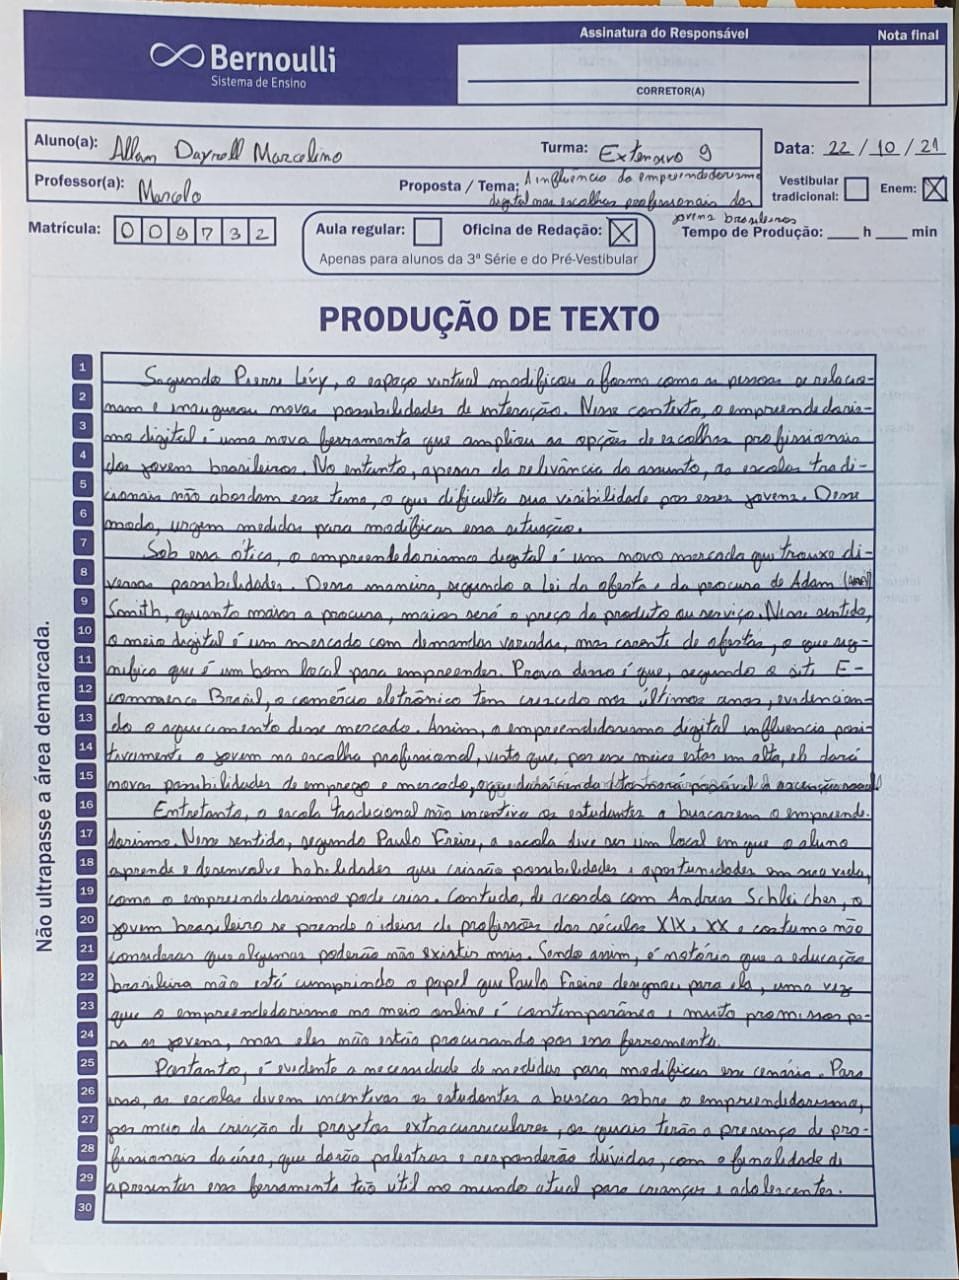 Bernoulli
Sistema de Ensino
Assinatura do Responsável
Nota final
CORRETOR(A)
Aluno(a): Allam Dayrell Marcelino
Turma: Extensivo 9
Data: 22/10/21
Professor(a): Marcelo
Proposta / Tema: A influência do empreendedorismo
digital nas escolhas profissionais dos
jovens brasileiros
Vestibular tradicional:
Enem: X
Matrícula: 009732
Aula regular:
Oficina de Redação: X
Apenas para alunos da 3ª Série e do Pré-Vestibular
Tempo de Produção: ___ h ___ min
PRODUÇÃO DE TEXTO
Não ultrapasse a área demarcada.
1 Segundo Pierre Lévy, o espaço virtual modificou a forma como as pessoas se relacio-
2 nam e inaugurou novas possibilidades de interação. Nesse contexto, o empreendedoris-
3 mo digital é uma nova ferramenta que ampliou as opções de escolhas profissionais
4 dos jovens brasileiros. No entanto, apesar da relevância do assunto, as escolas tradi-
5 cionais não abordam esse tema, o que dificulta sua visibilidade por esses jovens. Desse
6 modo, urgem medidas para modificar essa situação.
7 Sob essa ótica, o empreendedorismo digital é um novo mercado que trouxe di-
8 versas possibilidades. Dessa maneira, segundo a Lei da oferta e da procura de Adam
9 Smith, quanto maior a procura, maior será o preço do produto ou serviço. Nesse sentido,
10 o meio digital é um mercado com demandas variadas, mas carente de ofertas, o que sig-
11 nifica que é um bom local para empreender. Prova disso é que, segundo o site E-
12 commerce Brasil, o comércio eletrônico tem crescido nos últimos anos, evidencian-
13 do o aquecimento desse mercado. Assim, o empreendedorismo digital influencia posi-
14 tivamente o jovem na escolha profissional, visto que, por esse meio estar em alta, ele dará
15 novas possibilidades de emprego e mercado,
16 Entretanto, a escola tradicional não incentiva os estudantes a buscarem o empreende-
17 dorismo. Nesse sentido, segundo Paulo Freire, a escola deve ser um local em que o aluno
18 aprende e desenvolve habilidades que criarão possibilidades e oportunidades em sua vida,
19 como o empreendedorismo pode criar. Contudo, de acordo com Andreas Schleicher, o
20 jovem brasileiro se prende a ideias de profissões dos séculos XIX, XX e costuma não
21 considerar que algumas poderão não existir mais. Sendo assim, é notório que a educação
22 brasileira não está cumprindo o papel que Paulo Freire designou para ela, uma vez
23 que o empreendedorismo no meio online é contemporâneo e muito promissor pa-
24 ra os jovens, mas eles não estão procurando por essa ferramenta.
25 Portanto, é evidente a necessidade de medidas para modificar esse cenário. Para
26 isso, as escolas devem incentivar os estudantes a buscar sobre o empreendedorismo,
27 por meio da criação de projetos extracurriculares, os quais terão a presença de pro-
28 fissionais da área, que darão palestras e responderão dúvidas, com a finalidade de
29 apresentar essa ferramenta tão útil no mundo atual para crianças e adolescentes.
30